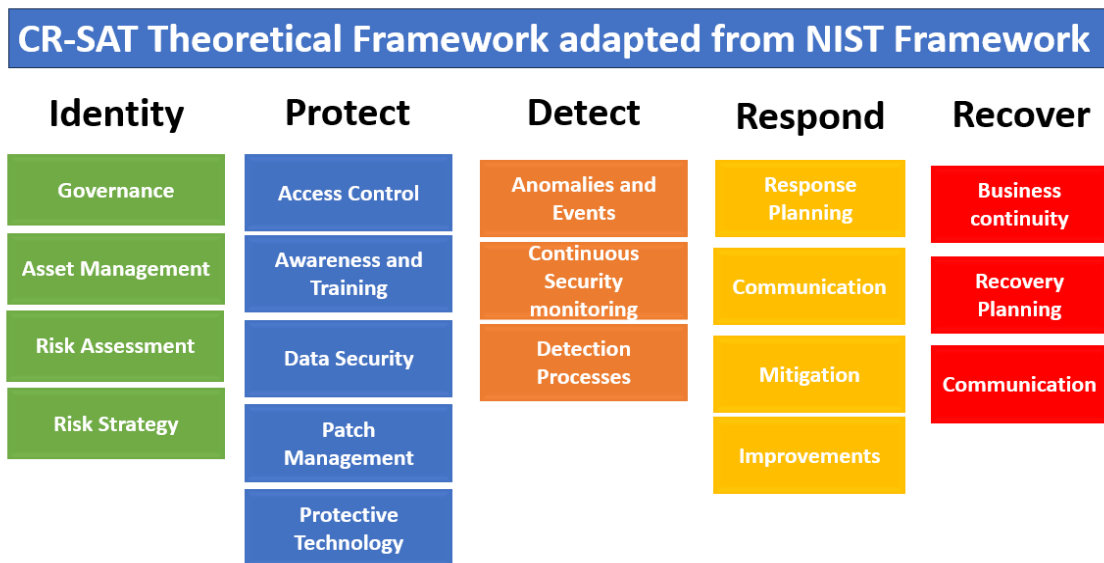 CR-SAT Theoretical Framework adapted from NIST Framework
Identity
Governance
Asset Management
Risk Assessment
Risk Strategy
Protect
Access Control
Awareness and
Training
Data Security
Patch
Management
Protective
Technology
Detect
Anomalies and
Events
Continuous
Security
monitoring
Detection
Processes
Respond
Response
Planning
Communication
Mitigation
Improvements
Recover
Business
continuity
Recovery
Planning
Communication